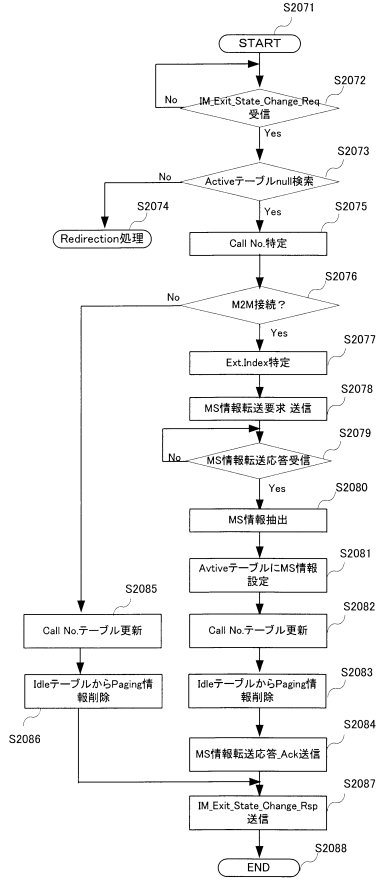 S2071
START
S2072
IM_Exit_State_Change_Req
受信
No
Yes
S2073
Activeテーブルnull検索
No
Yes
S2074
Redirection処理
S2075
Call No.特定
S2076
M2M接続？
No
Yes
S2077
Ext.Index特定
S2078
MS情報転送要求 送信
S2079
MS情報転送応答受信
No
Yes
S2080
MS情報抽出
S2081
AvtiveテーブルにMS情報
設定
S2085
Call No.テーブル更新
S2082
Call No.テーブル更新
IdleテーブルからPaging情
報削除
S2086
S2083
IdleテーブルからPaging情
報削除
S2084
MS情報転送応答_Ack送信
S2087
IM_Exit_State_Change_Rsp
送信
S2088
END